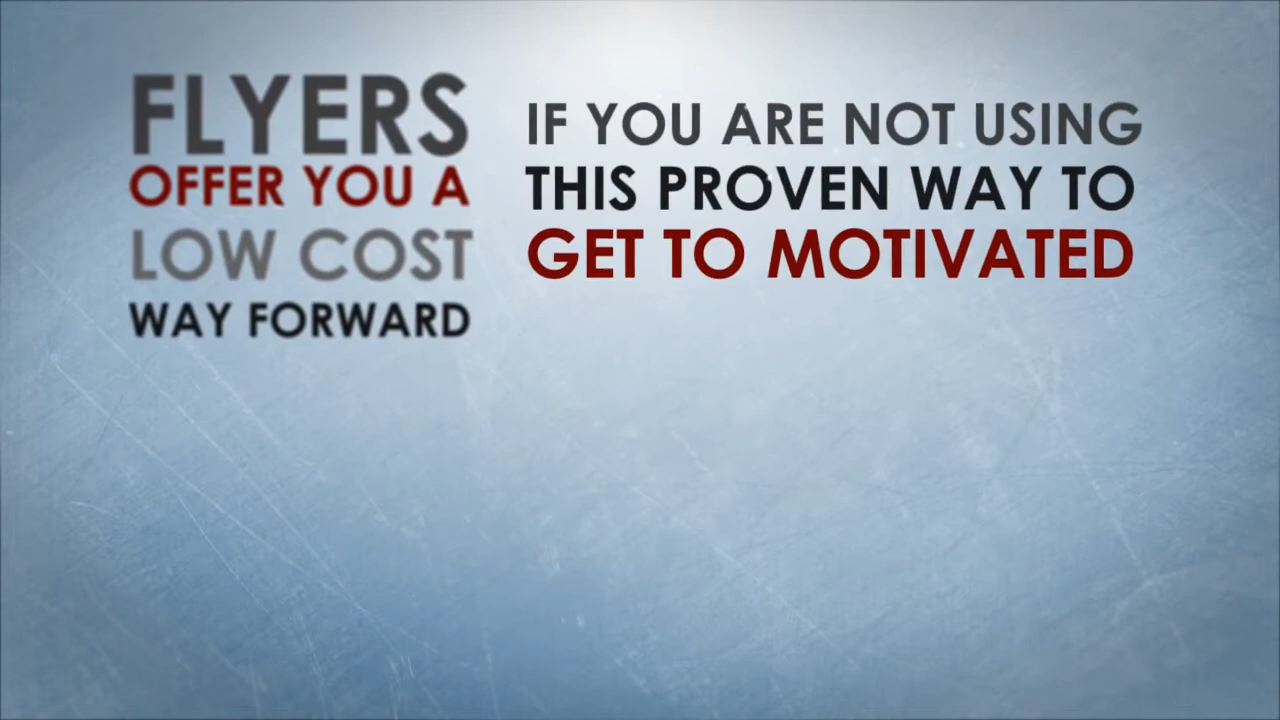 FLYERS
OFFER YOU A
LOW COST
WAY FORWARD
IF YOU ARE NOT USING
THIS PROVEN WAY TO
GET TO MOTIVATED